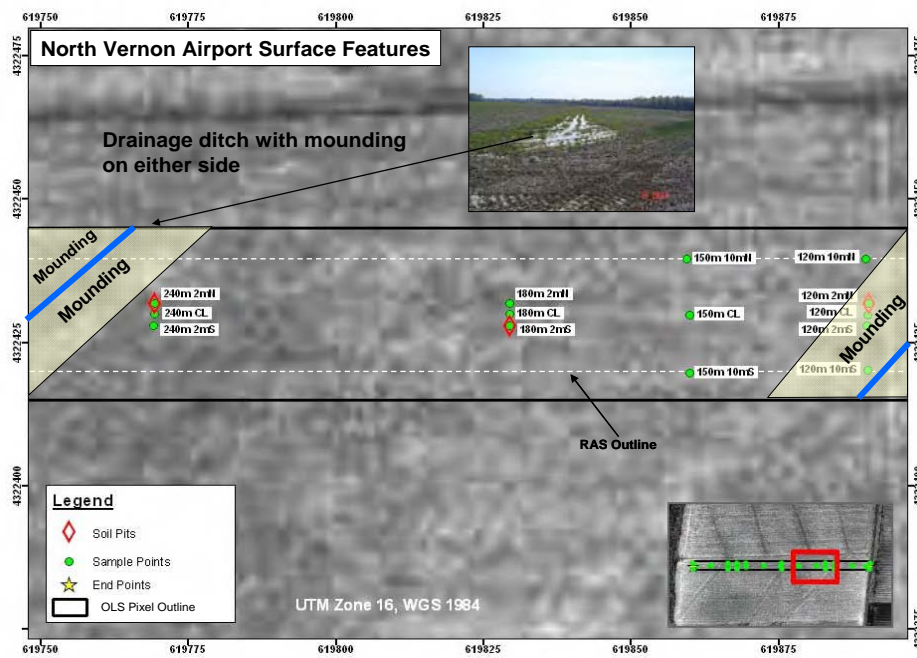 619750 619775 619800 619825 619850 619875
4322475
North Vernon Airport Surface Features
Drainage ditch with mounding
on either side
4322450
Mounding
Mounding
150m 10mN
120m 10mN
240m 2mN
180m 2mN
120m 2mN
240m CL
180m CL
150m CL
120m CL
240m 2mS
180m 2mS
120m 2mS
Mounding
4322425
150m 10mS
120m 10mS
RAS Outline
4322400
Legend
Soil Pits
Sample Points
End Points
OLS Pixel Outline
UTM Zone 16, WGS 1984
619750 619775 619800 619825 619850 619875